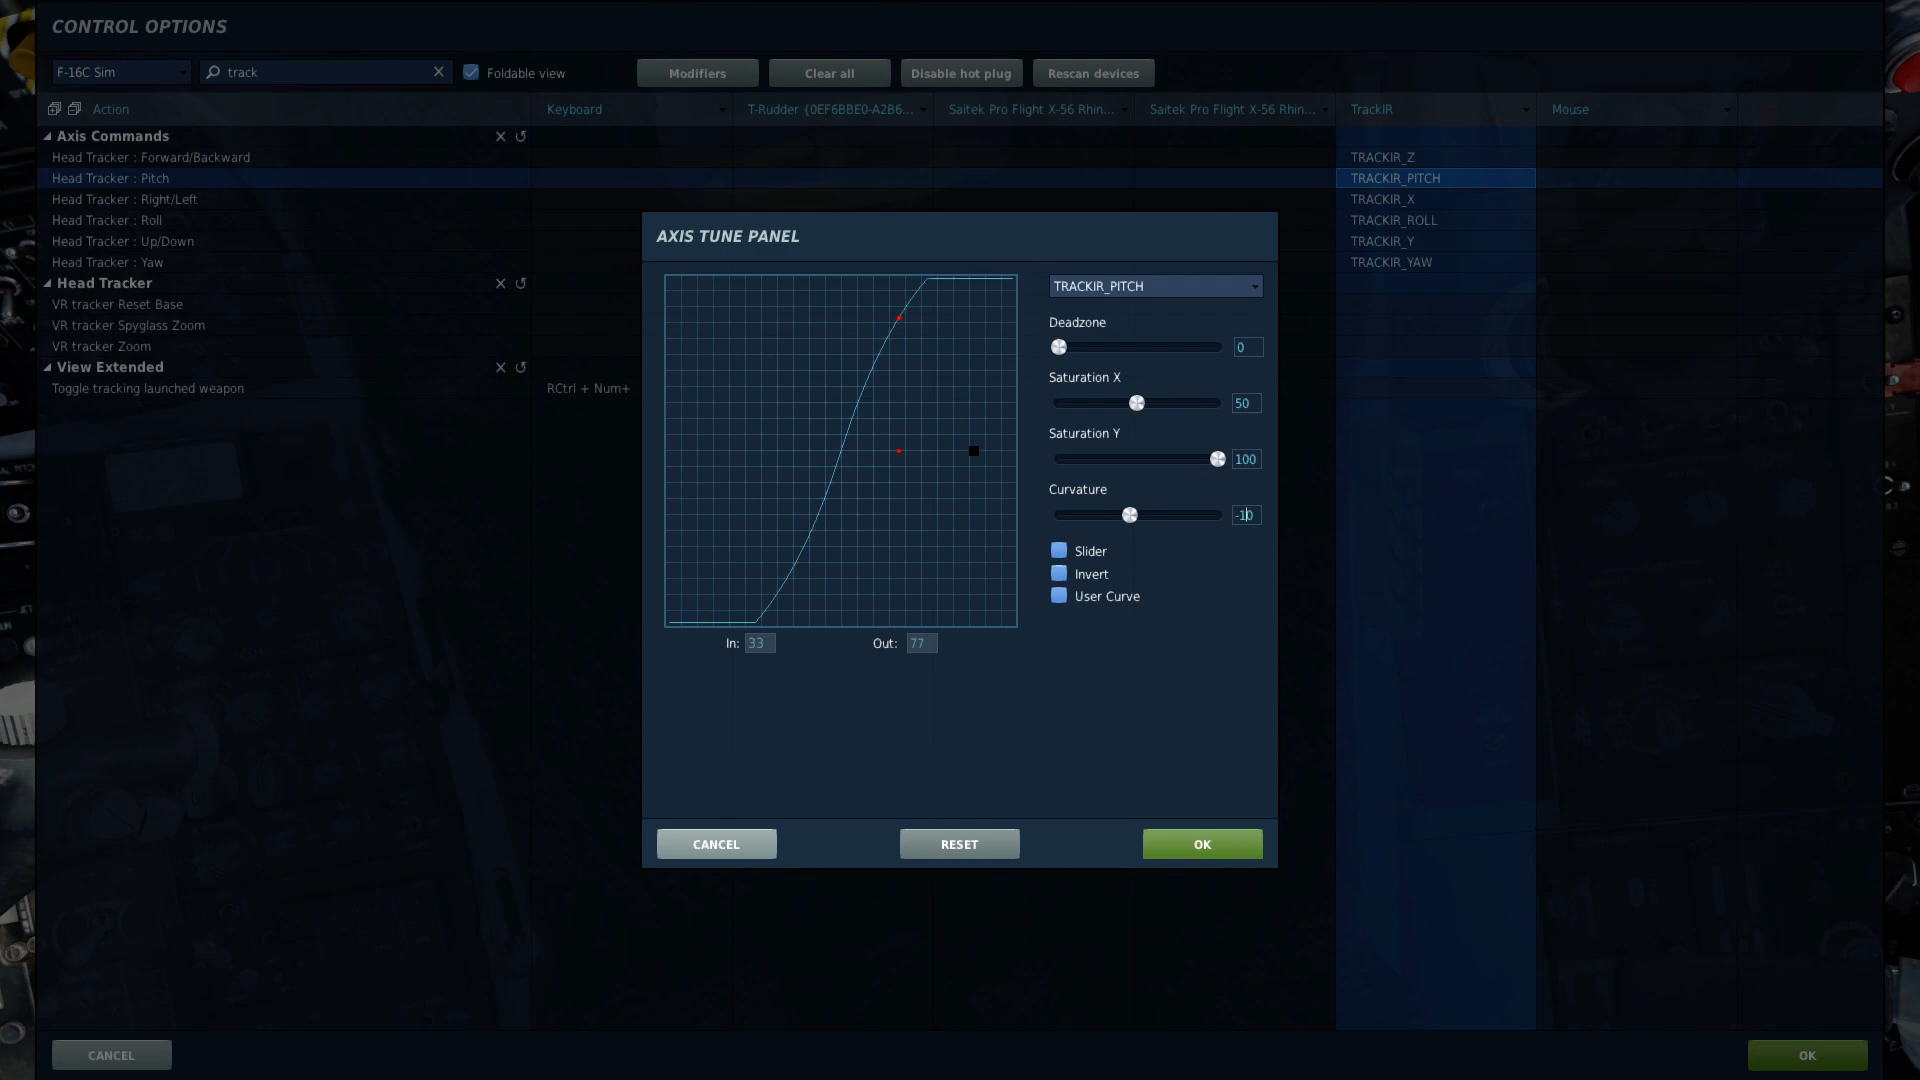 CONTROL OPTIONS
F-16C Sim
track
Foldable view
Modifiers
Clear all
Disable hot plug
Rescan devices
Action
Keyboard
T-Rudder {0EF6BBE0-A2B6...
Saitek Pro Flight X-56 Rhin...
Saitek Pro Flight X-56 Rhin...
TrackIR
Mouse
Axis Commands
Head Tracker : Forward/Backward
TRACKIR_Z
Head Tracker : Pitch
TRACKIR_PITCH
Head Tracker : Right/Left
TRACKIR_X
Head Tracker : Roll
TRACKIR_ROLL
Head Tracker : Up/Down
TRACKIR_Y
Head Tracker : Yaw
TRACKIR_YAW
Head Tracker
VR tracker Reset Base
VR tracker Spyglass Zoom
VR tracker Zoom
View Extended
Toggle tracking launched weapon
RCtrl + Num+
AXIS TUNE PANEL
TRACKIR_PITCH
Deadzone
0
Saturation X
50
Saturation Y
100
Curvature
-10
Slider
Invert
User Curve
In: 33
Out: 77
CANCEL
RESET
OK
CANCEL
OK